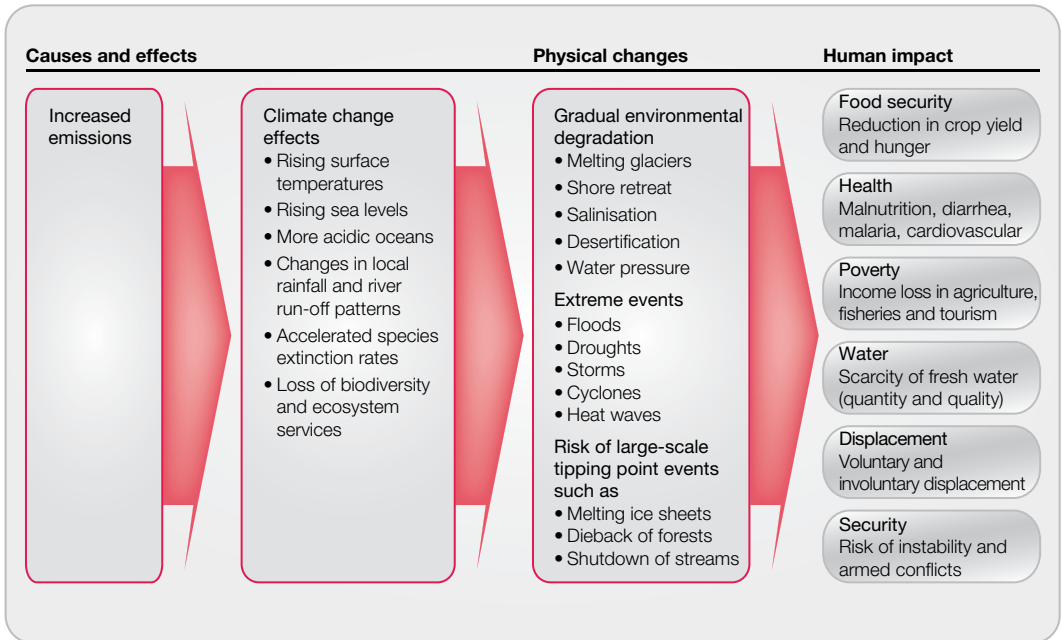 Causes and effects
Physical changes
Human impact
Increased
emissions
Climate change
effects
• Rising surface
temperatures
• Rising sea levels
• More acidic oceans
• Changes in local
rainfall and river
run-off patterns
• Accelerated species
extinction rates
• Loss of biodiversity
and ecosystem
services
Gradual environmental
degradation
• Melting glaciers
• Shore retreat
• Salinisation
• Desertification
• Water pressure
Extreme events
• Floods
• Droughts
• Storms
• Cyclones
• Heat waves
Risk of large-scale
tipping point events
such as
• Melting ice sheets
• Dieback of forests
• Shutdown of streams
Food security
Reduction in crop yield
and hunger
Health
Malnutrition, diarrhea,
malaria, cardiovascular
Poverty
Income loss in agriculture,
fisheries and tourism
Water
Scarcity of fresh water
(quantity and quality)
Displacement
Voluntary and
involuntary displacement
Security
Risk of instability and
armed conflicts